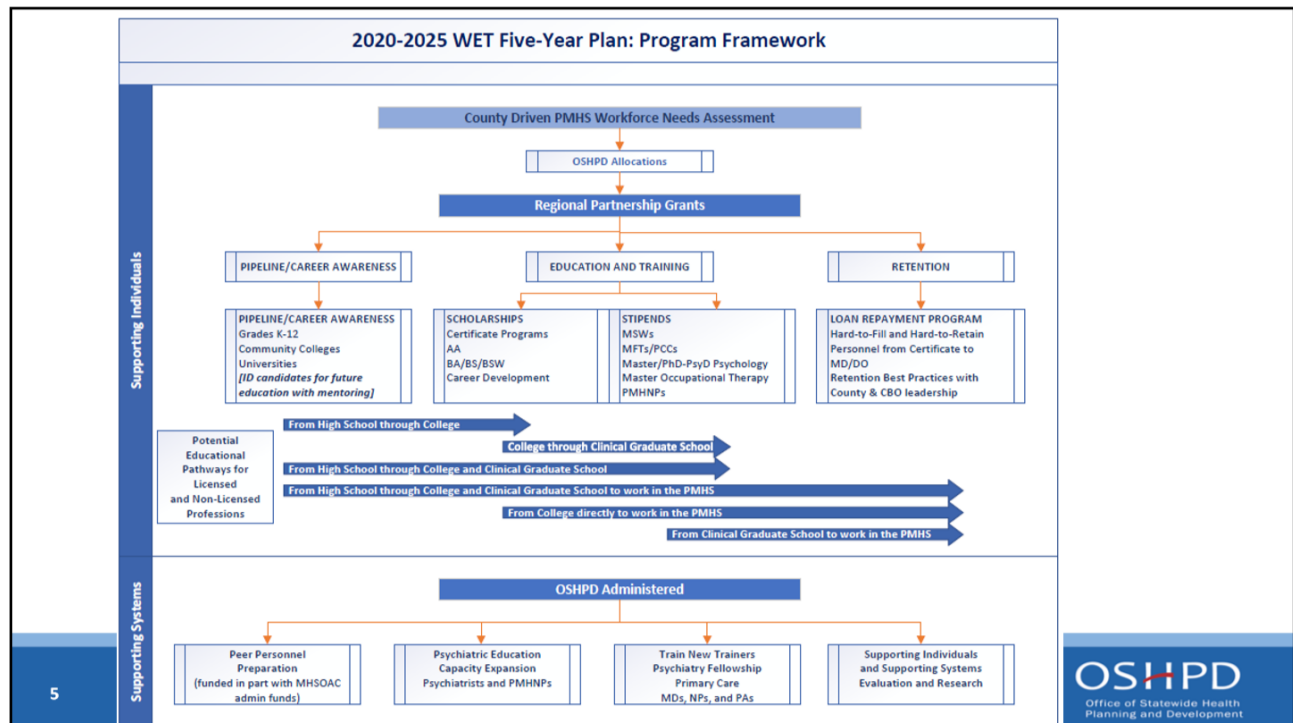 2020-2025 WET Five-Year Plan: Program Framework
Supporting Individuals
County Driven PMHS Workforce Needs Assessment
OSHPD Allocations
Regional Partnership Grants
PIPELINE/CAREER AWARENESS
EDUCATION AND TRAINING
RETENTION
PIPELINE/CAREER AWARENESS
Grades K-12
Community Colleges
Universities
[ID candidates for future
education with mentoring]
SCHOLARSHIPS
Certificate Programs
AA
BA/BS/BSW
Career Development
STIPENDS
MSWs
MFTs/PCCs
Master/PhD-PsyD Psychology
Master Occupational Therapy
PMHNPs
LOAN REPAYMENT PROGRAM
Hard-to-Fill and Hard-to-Retain
Personnel from Certificate to
MD/DO
Retention Best Practices with
County & CBO leadership
Potential
Educational
Pathways for
Licensed
and Non-Licensed
Professions
From High School through College
College through Clinical Graduate School
From High School through College and Clinical Graduate School
From High School through College and Clinical Graduate School to work in the PMHS
From College directly to work in the PMHS
From Clinical Graduate School to work in the PMHS
Supporting Systems
OSHPD Administered
Peer Personnel
Preparation
(funded in part with MHSOAC
admin funds)
Psychiatric Education
Capacity Expansion
Psychiatrists and PMHNPs
Train New Trainers
Psychiatry Fellowship
Primary Care
MDs, NPs, and PAs
Supporting Individuals
and Supporting Systems
Evaluation and Research
5
OSHPD
Office of Statewide Health
Planning and Development